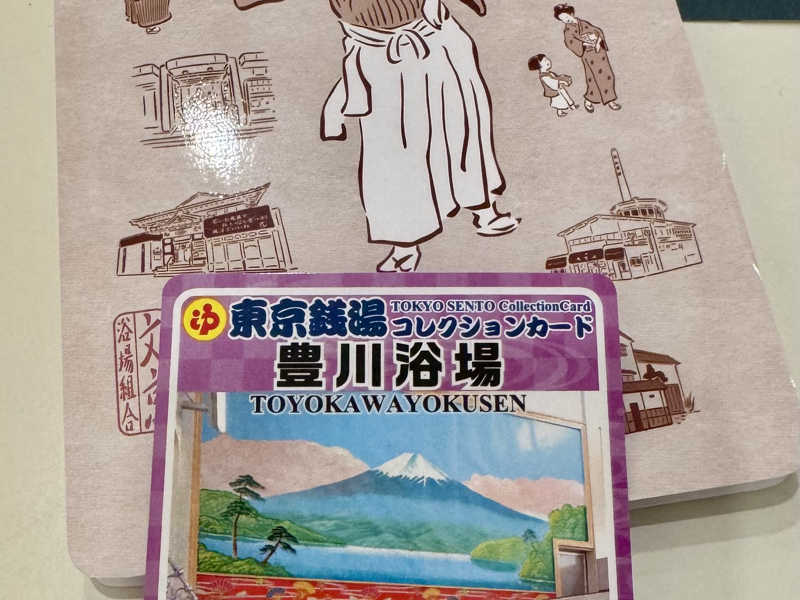 ゆ
東京銭湯
TOKYO SENTO CollectionCard
コレクションカード
豊川浴場
TOYOKAWAYOKUSEN
浴場組合